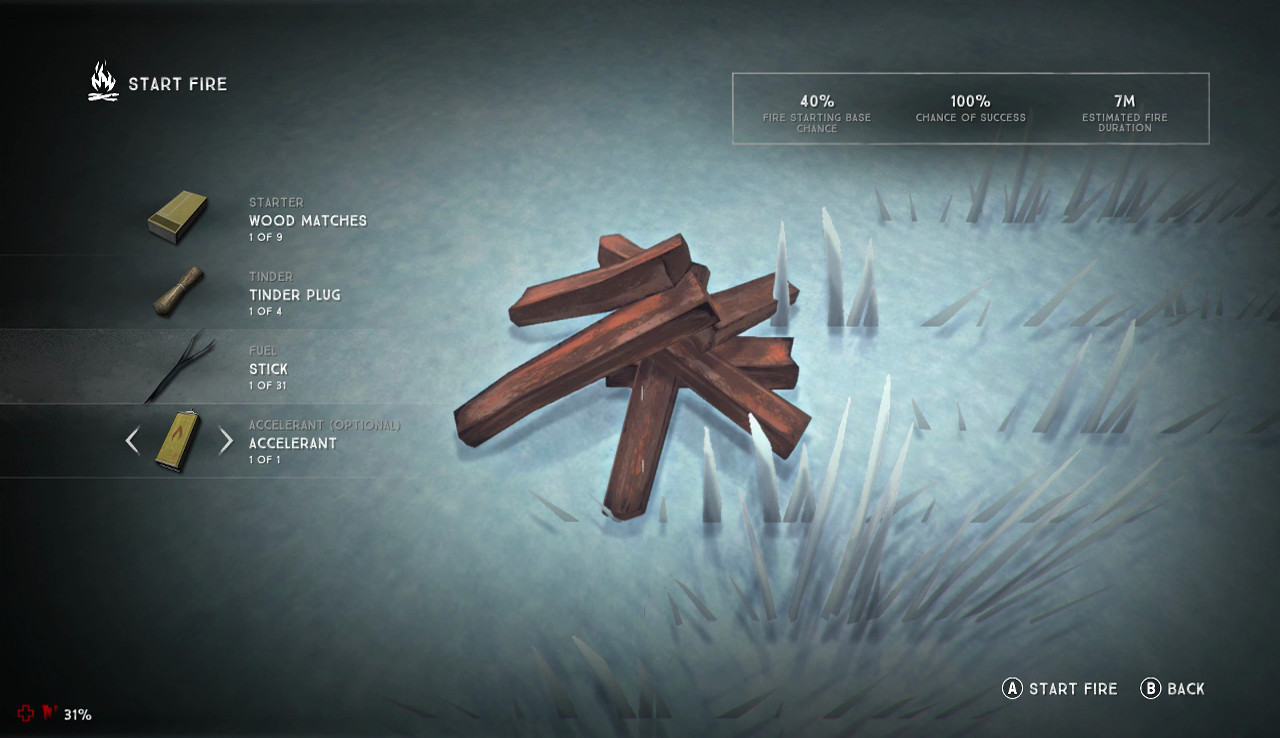 START FIRE
40%
FIRE STARTING BASE
CHANCE
100%
CHANCE OF SUCCESS
7M
ESTIMATED FIRE
DURATION
STARTER
WOOD MATCHES
1 OF 9
TINDER
TINDER PLUG
1 OF 4
FUEL
STICK
1 OF 31
ACCELERANT (OPTIONAL)
ACCELERANT
1 OF 1
A START FIRE B BACK
31%